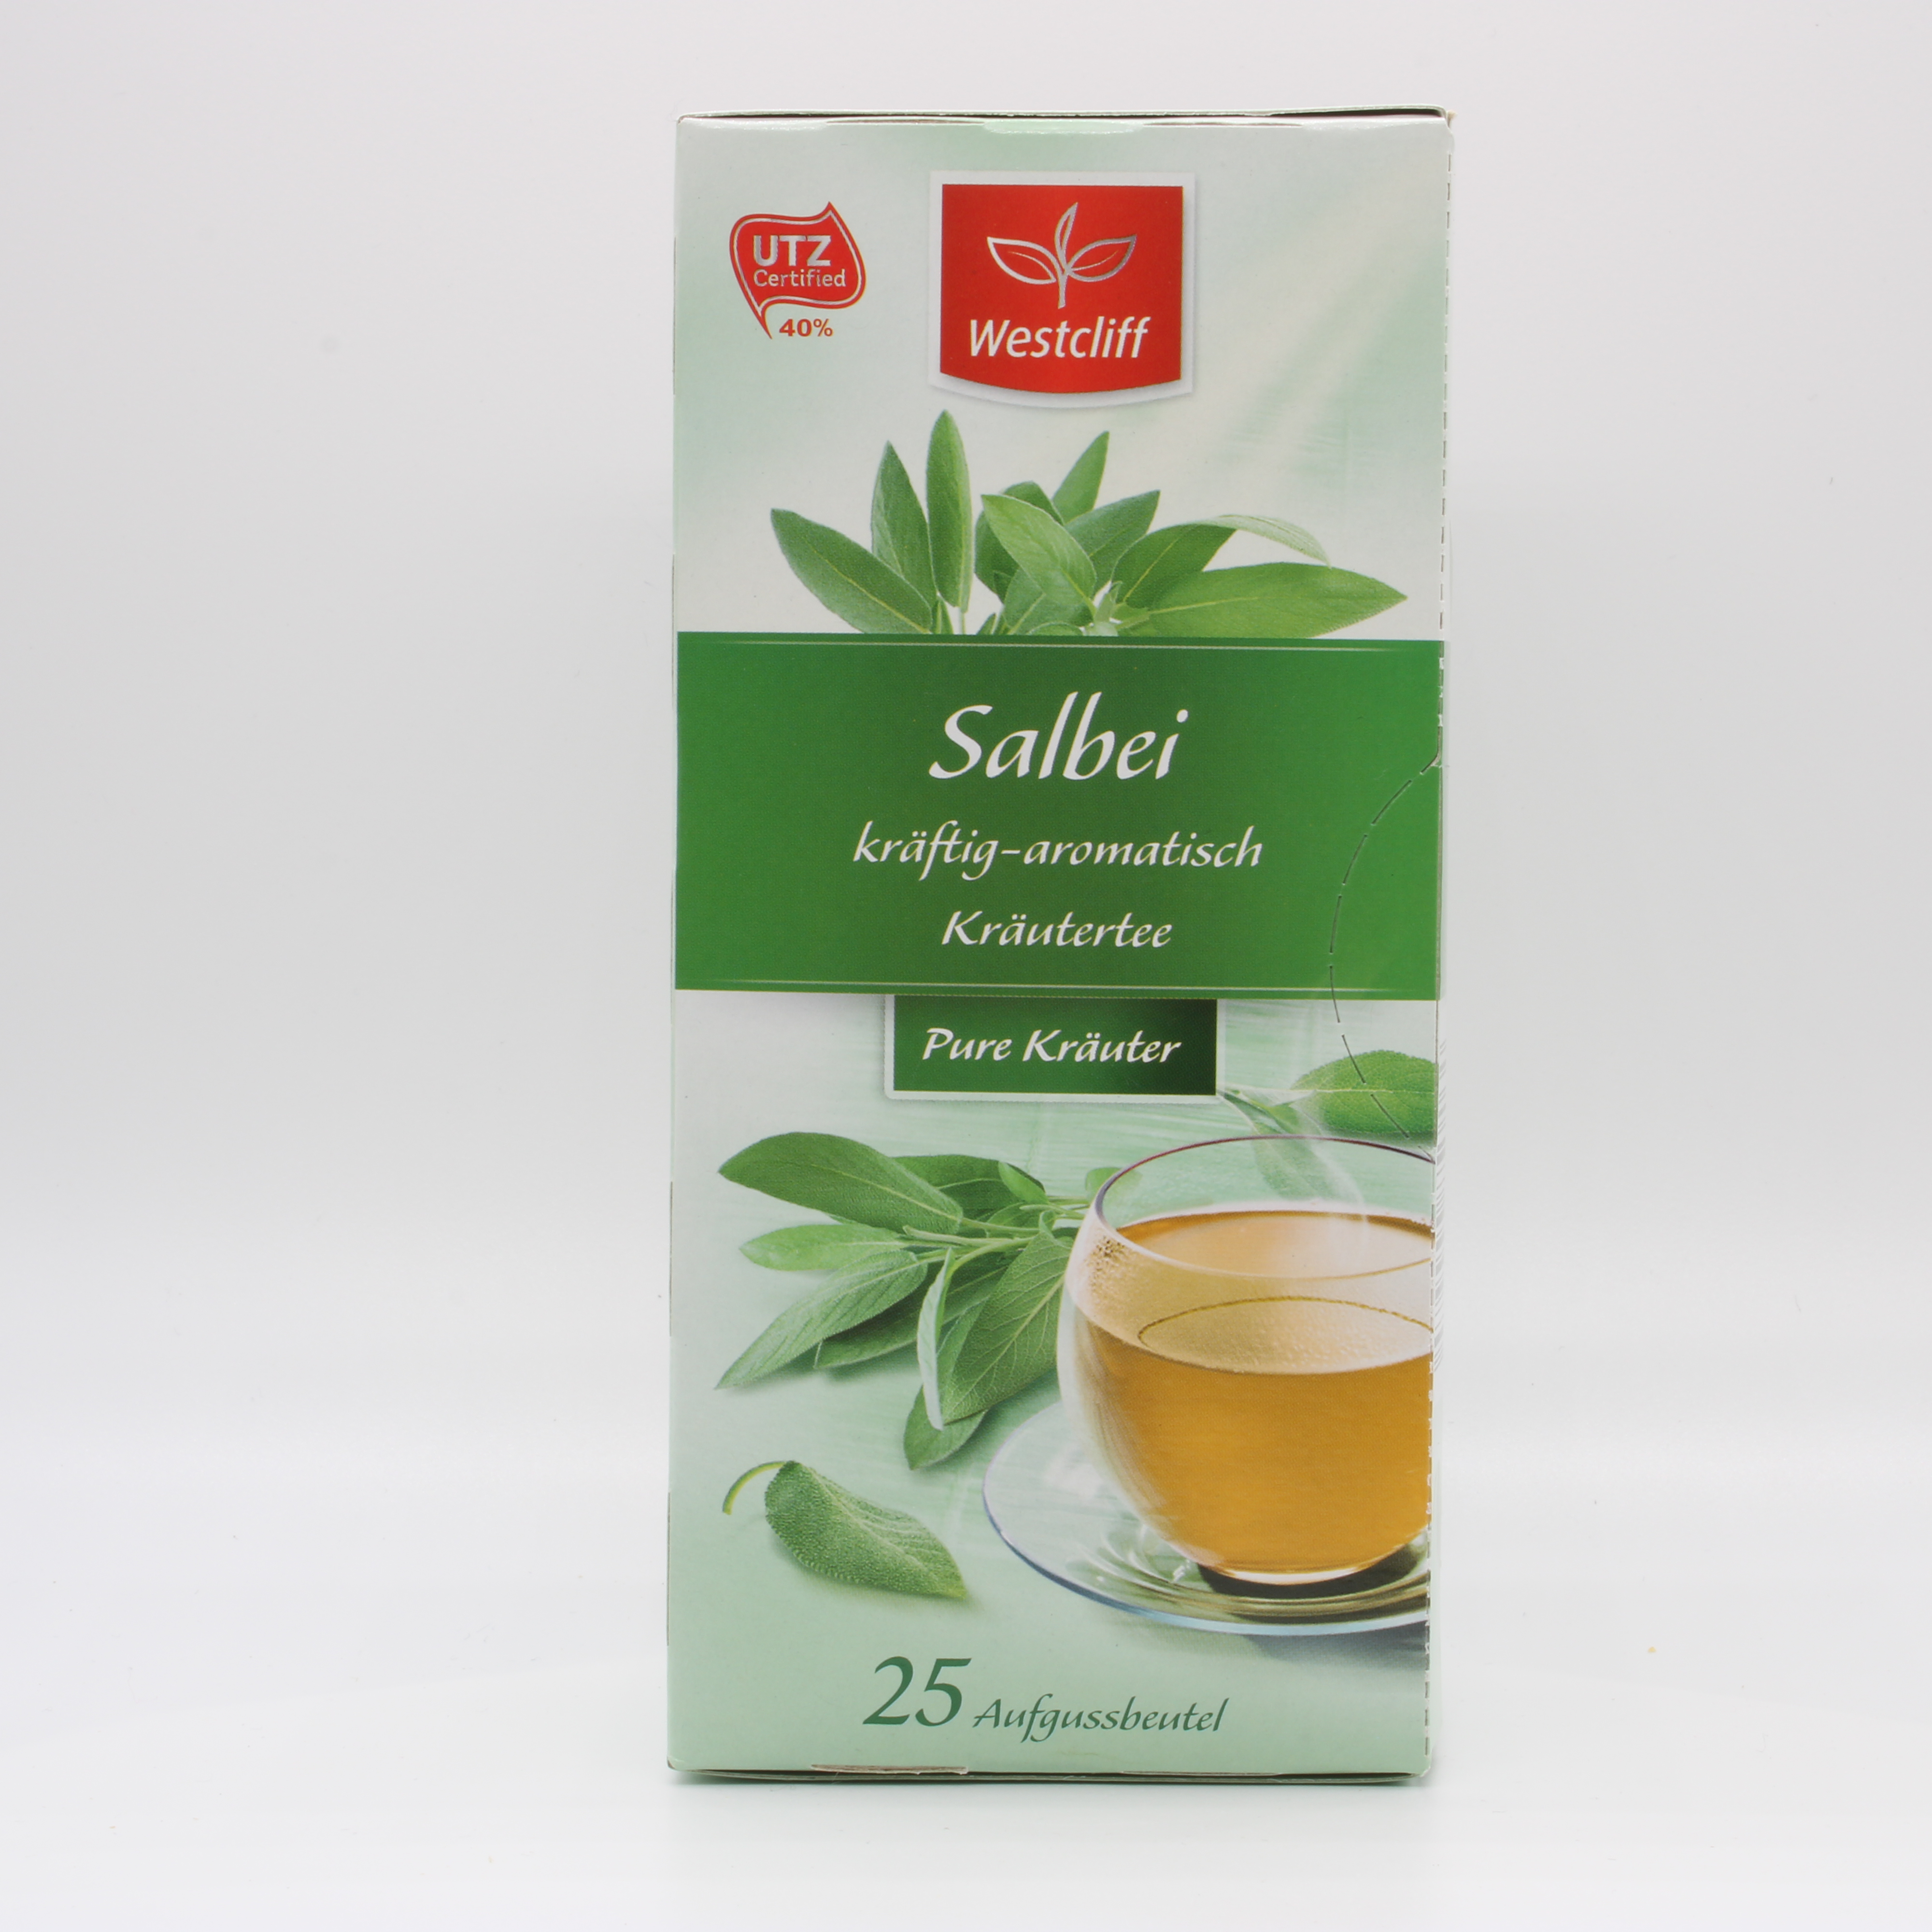 UTZ
Certified
40%
Westcliff
Salbei
kräftig-aromatisch
Kräutertee
Pure Kräuter
25 Aufgussbeutel